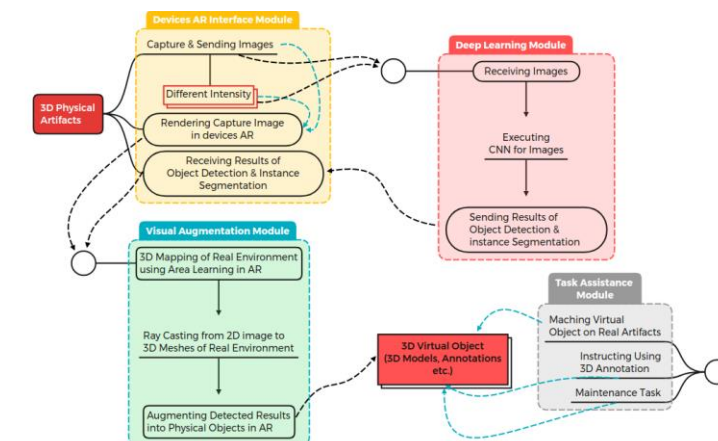 Devices AR Interface Module
Capture & Sending Images
Different Intensity
3D Physical
Artifacts
Rendering Capture Image
in devices AR
Receiving Results of
Object Detection & Instance
Segmentation
Deep Learning Module
Receiving Images
Executing
CNN for Images
Sending Results of
Object Detection &
instance Segmentation
Visual Augmentation Module
3D Mapping of Real Environment
using Area Learning in AR
Ray Casting from 2D image to
3D Meshes of Real Environment
Augmenting Detected Results
into Physical Objects in AR
3D Virtual Object
(3D Models, Annotations
etc.)
Task Assistance
Module
Maching Virtual
Object on Real Artifacts
Instructing Using
3D Annotation
Maintenance Task